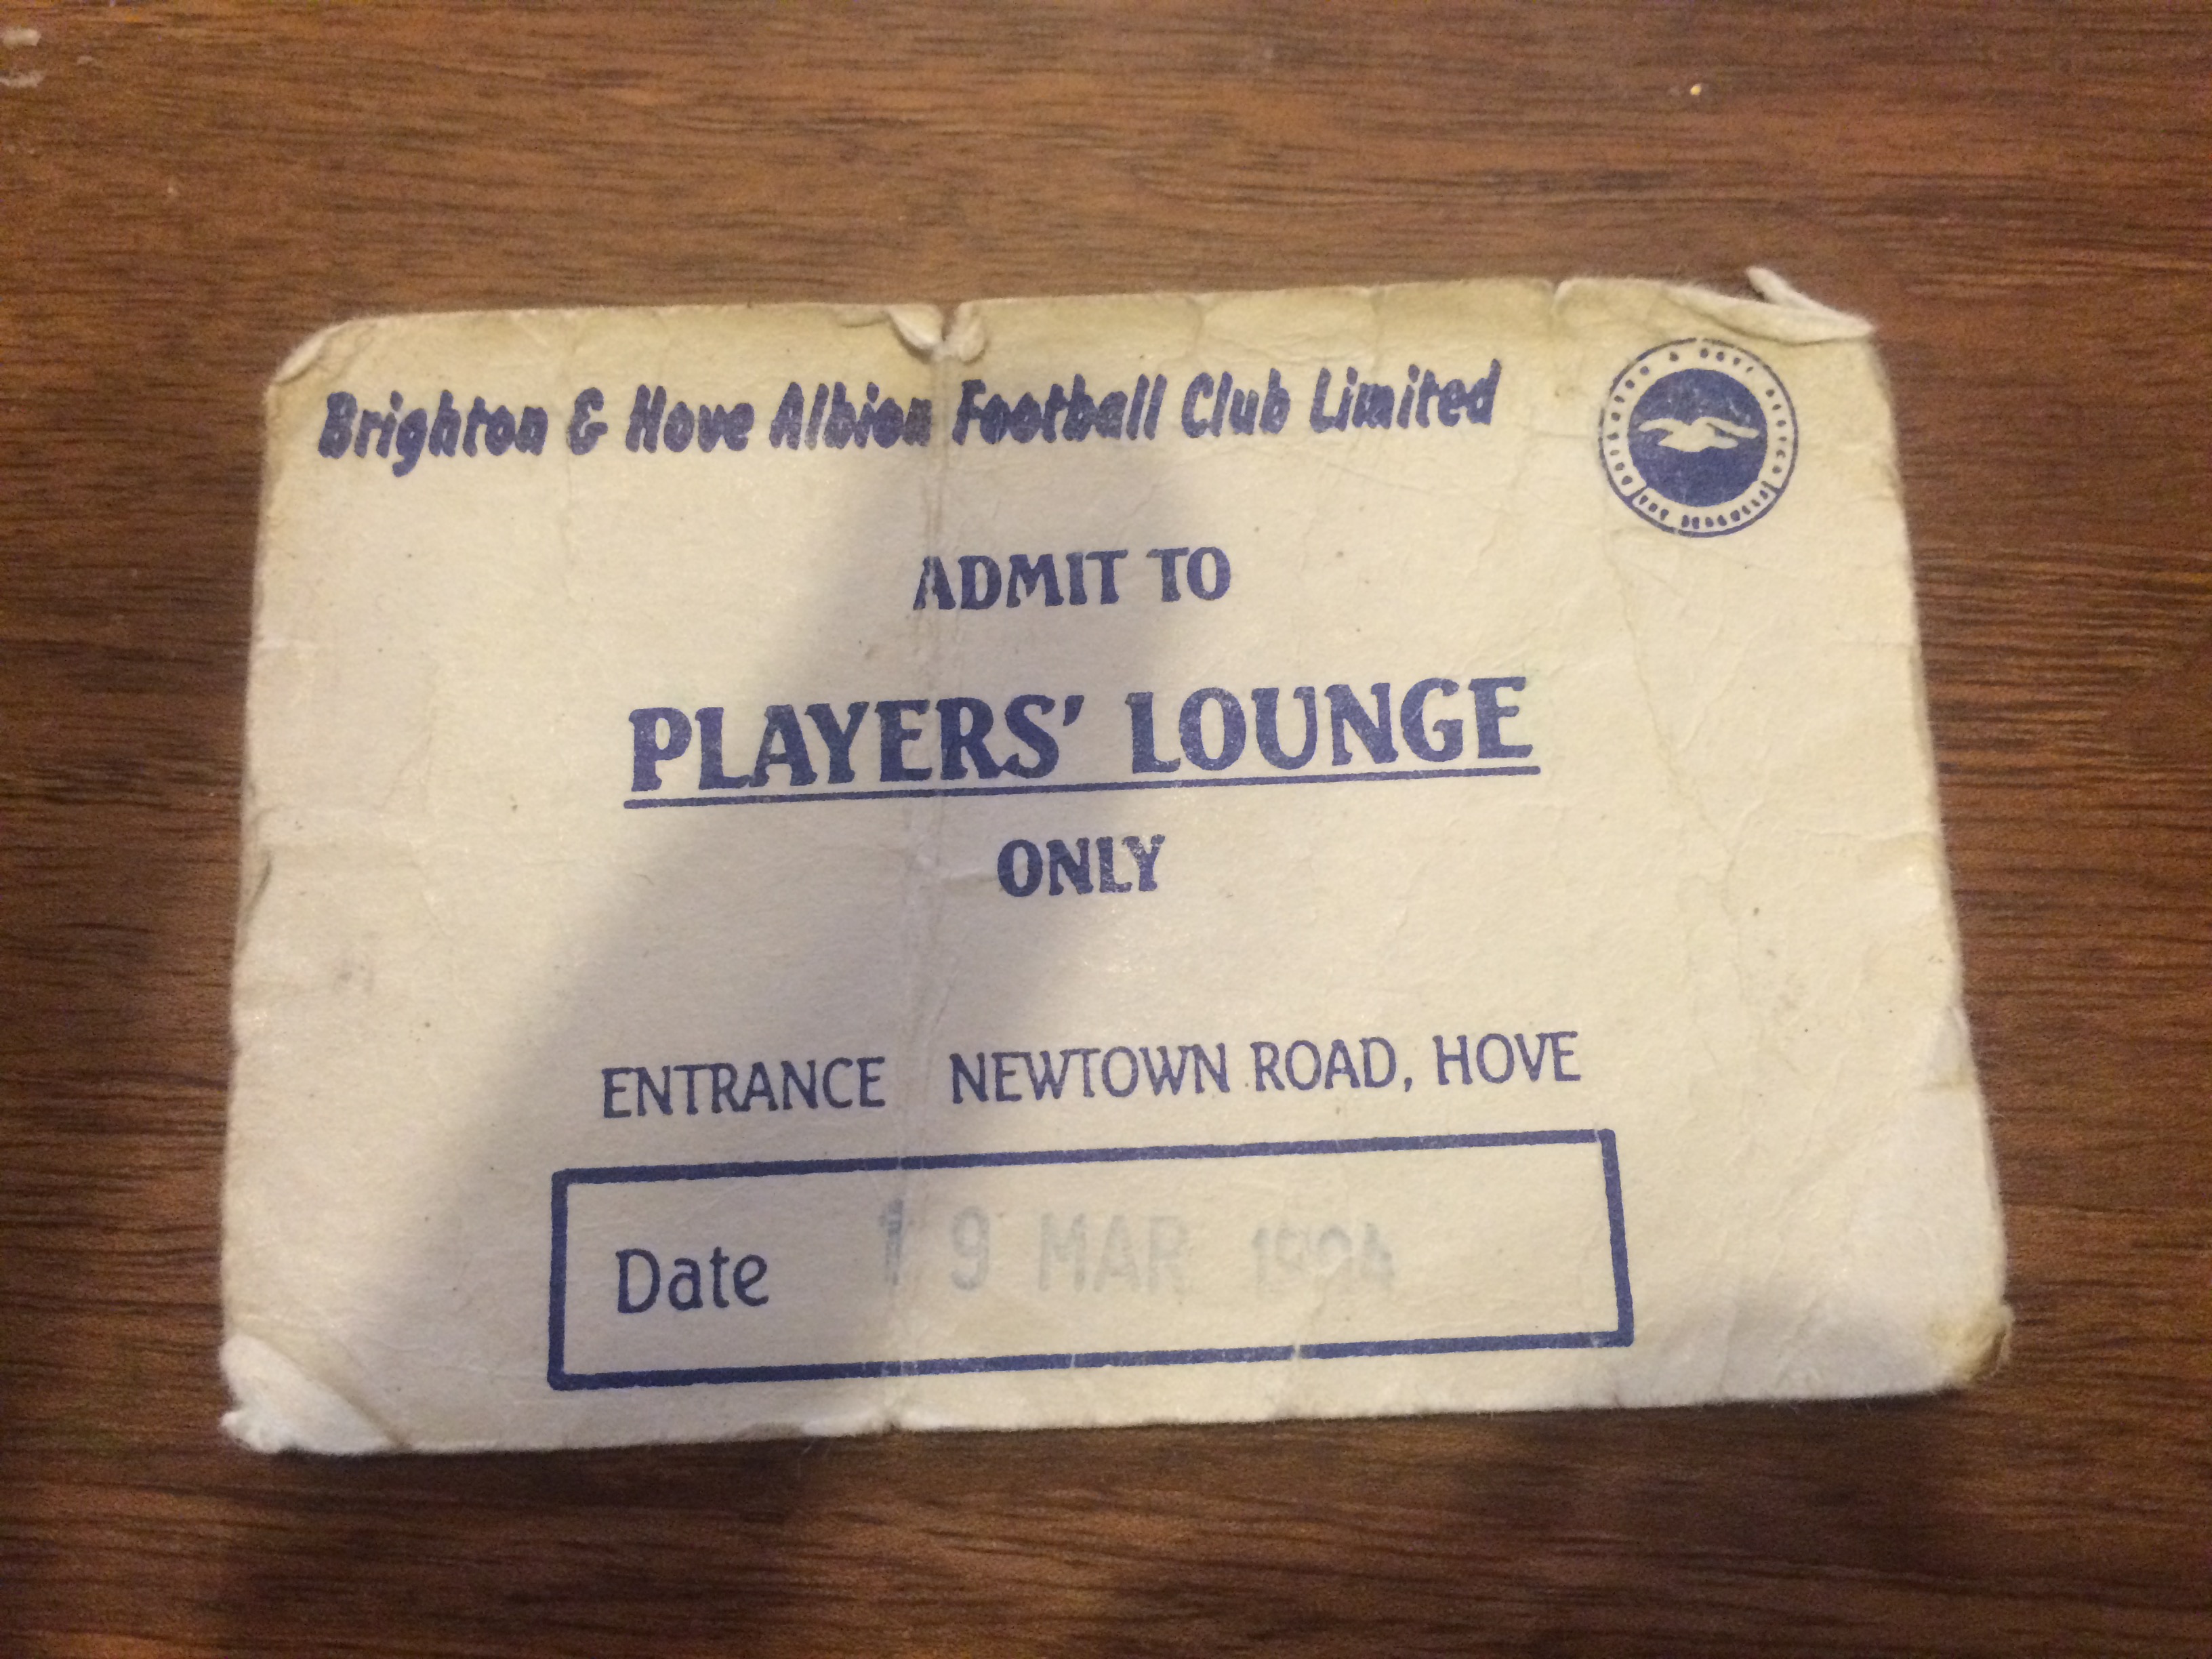 Brighton & Hove Albion Football Club Limited
ADMIT TO
PLAYERS' LOUNGE
ONLY
ENTRANCE NEWTOWN ROAD, HOVE
Date 19 MAR 1994